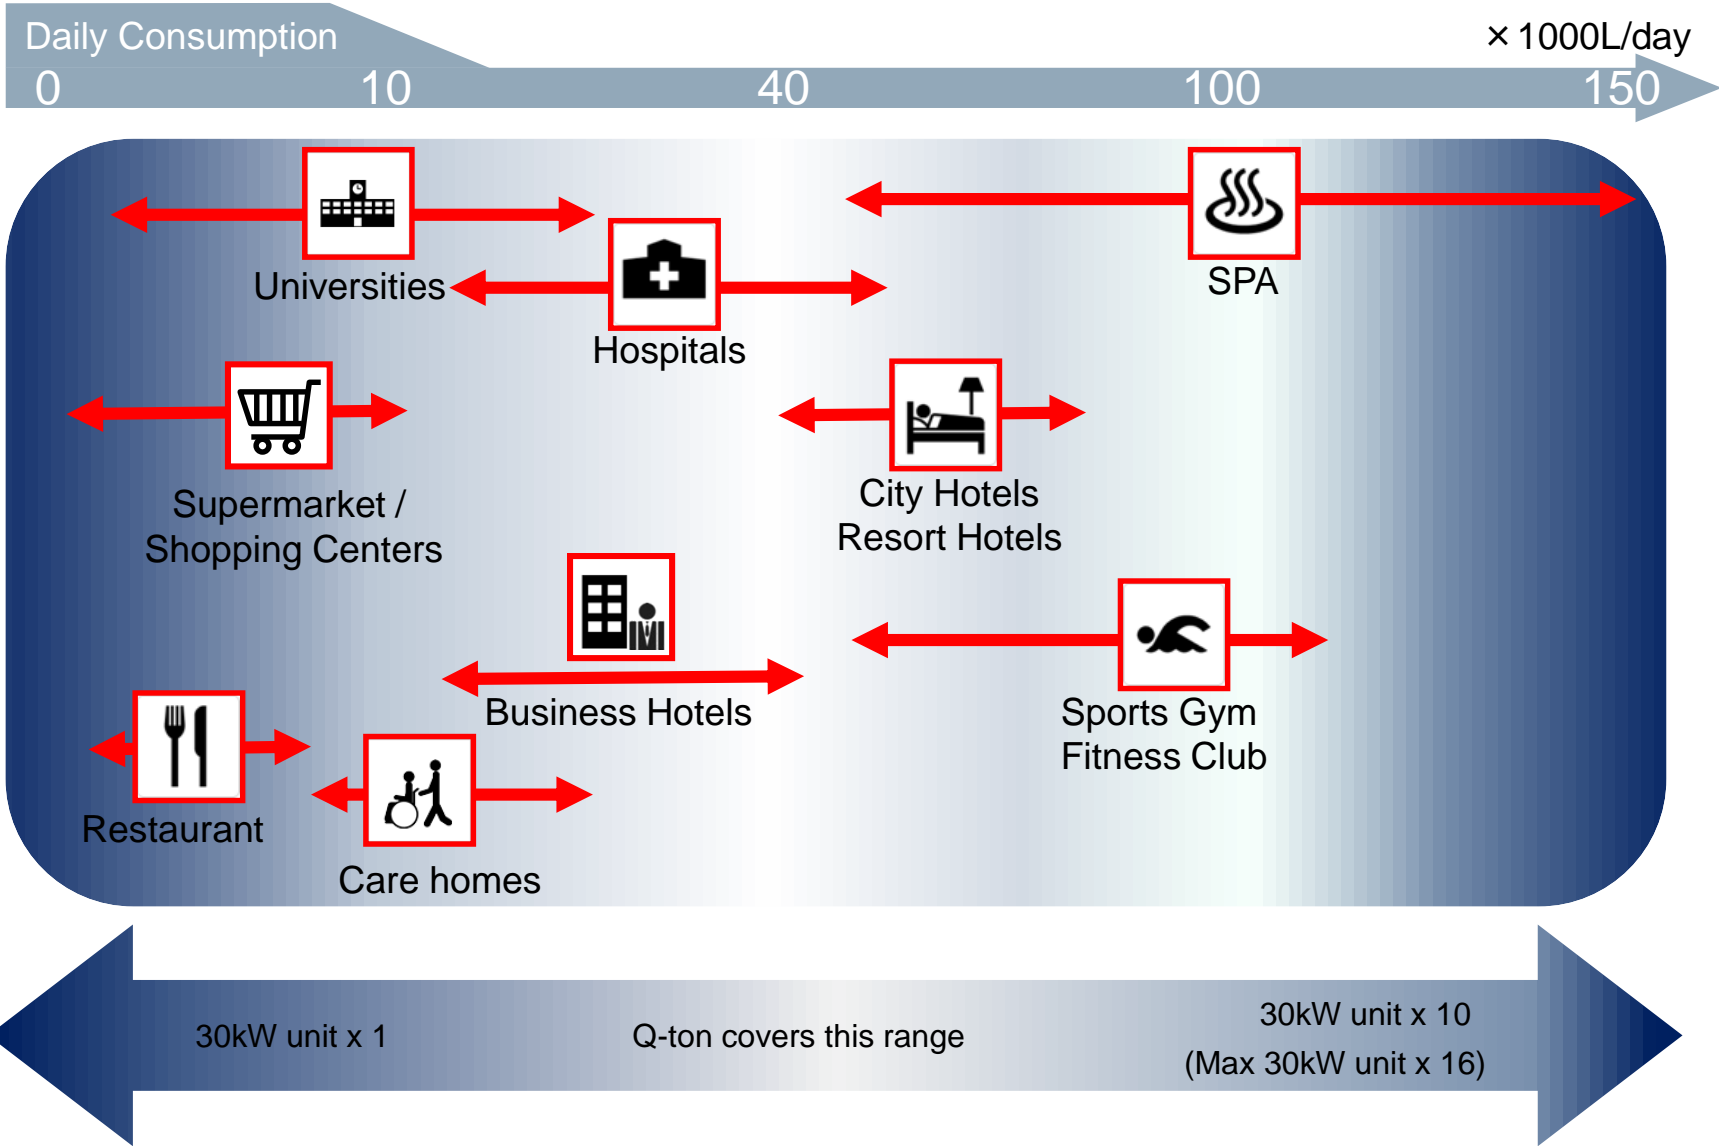 Daily Consumption
×1000L/day
0 10 40 100 150
Universities
SPA
Hospitals
Supermarket /
Shopping Centers
City Hotels
Resort Hotels
Business Hotels
Sports Gym
Fitness Club
Restaurant
Care homes
30kW unit x 1
Q-ton covers this range
30kW unit x 10
(Max 30kW unit x 16)